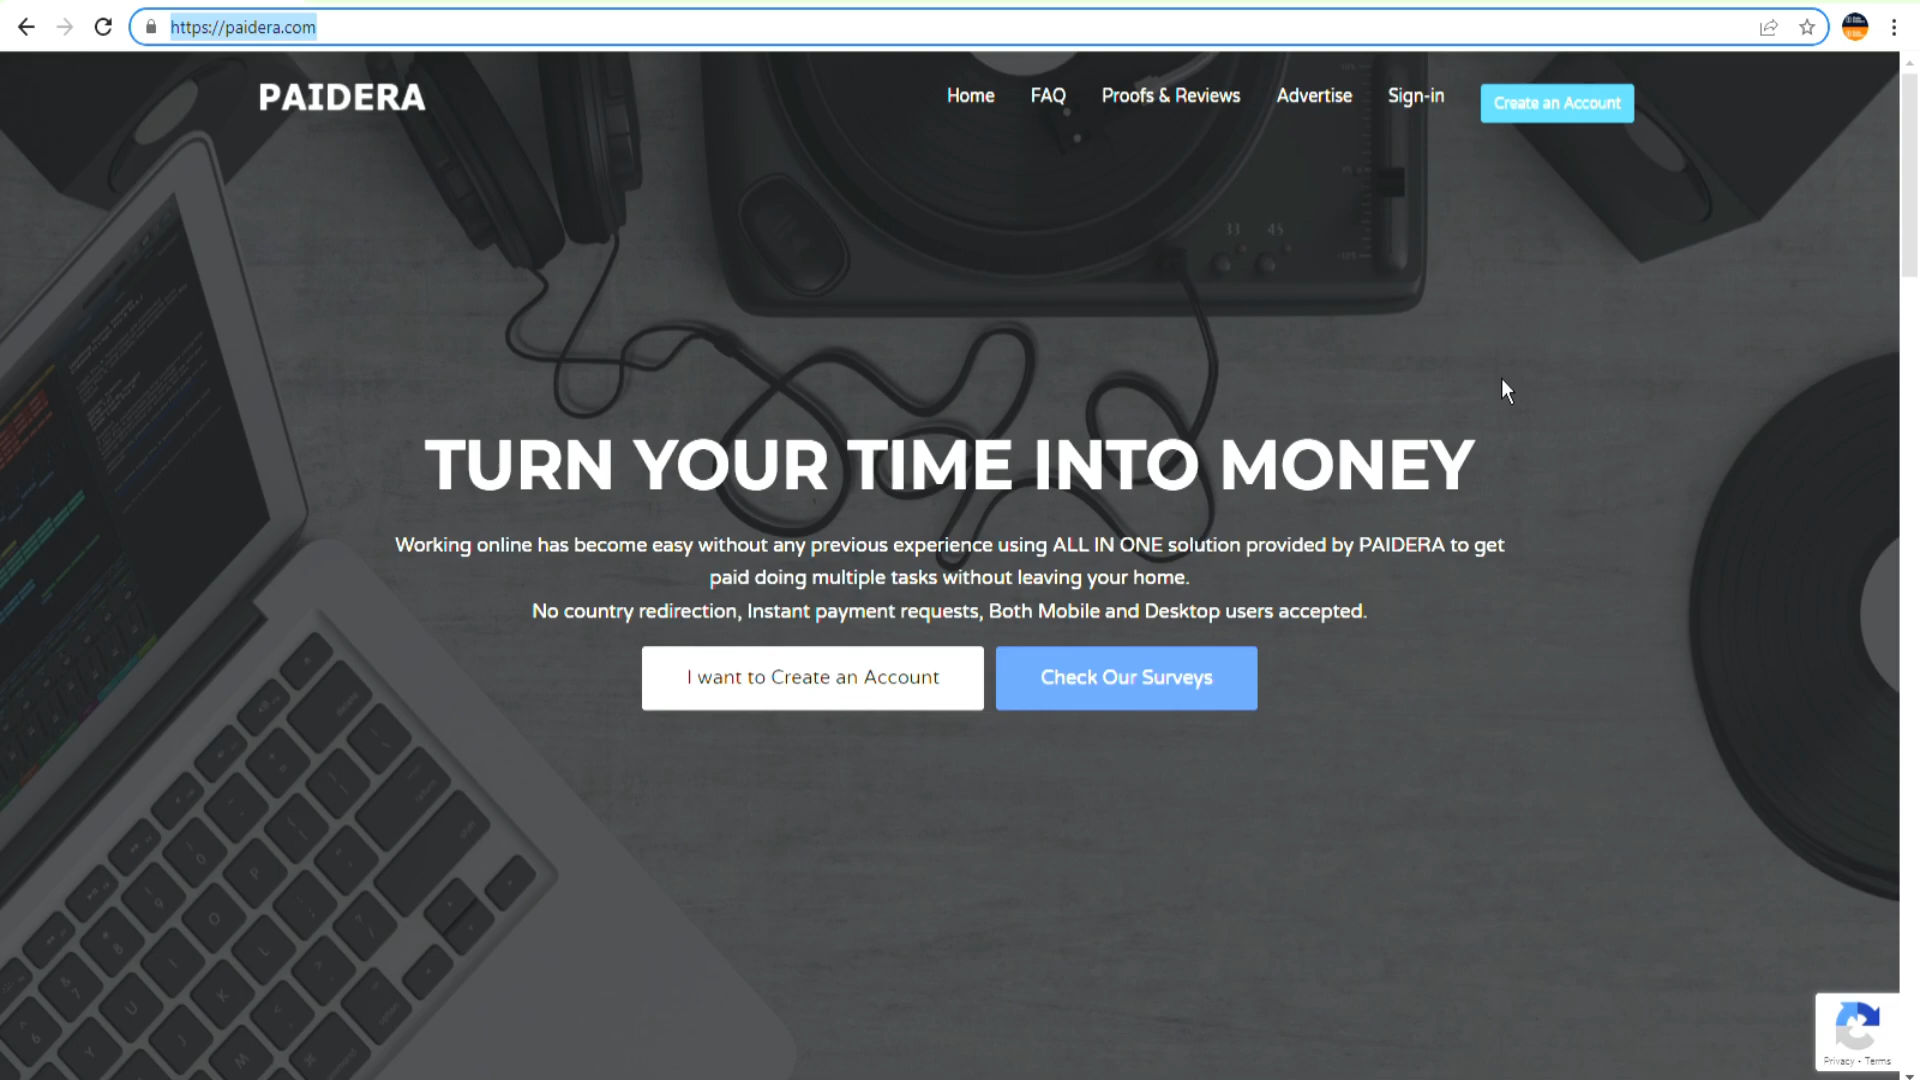 https://paidera.com
PAIDERA
Home
FAQ
Proofs & Reviews
Advertise
Sign-in
Create an Account
33
45
TURN YOUR TIME INTO MONEY
Working online has become easy without any previous experience using ALL IN ONE solution provided by PAIDERA to get
paid doing multiple tasks without leaving your home.
No country redirection, Instant payment requests, Both Mobile and Desktop users accepted.
I want to Create an Account
Check Our Surveys
Privacy - Terms